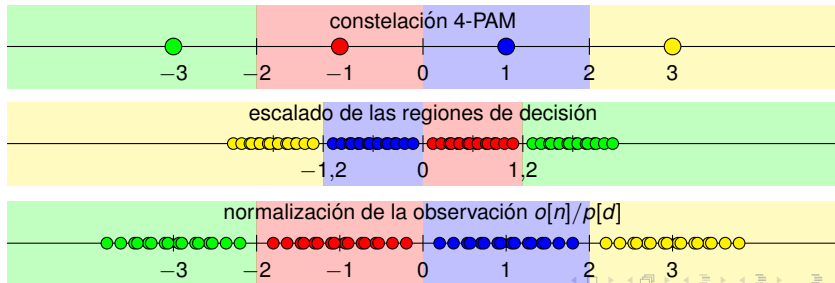 constelación 4-PAM
−3 −2 −1 0 1 2 3
escalado de las regiones de decisión
−1,2 0 1,2
normalización de la observación o[n]/p[d]
−3 −2 −1 0 1 2 3